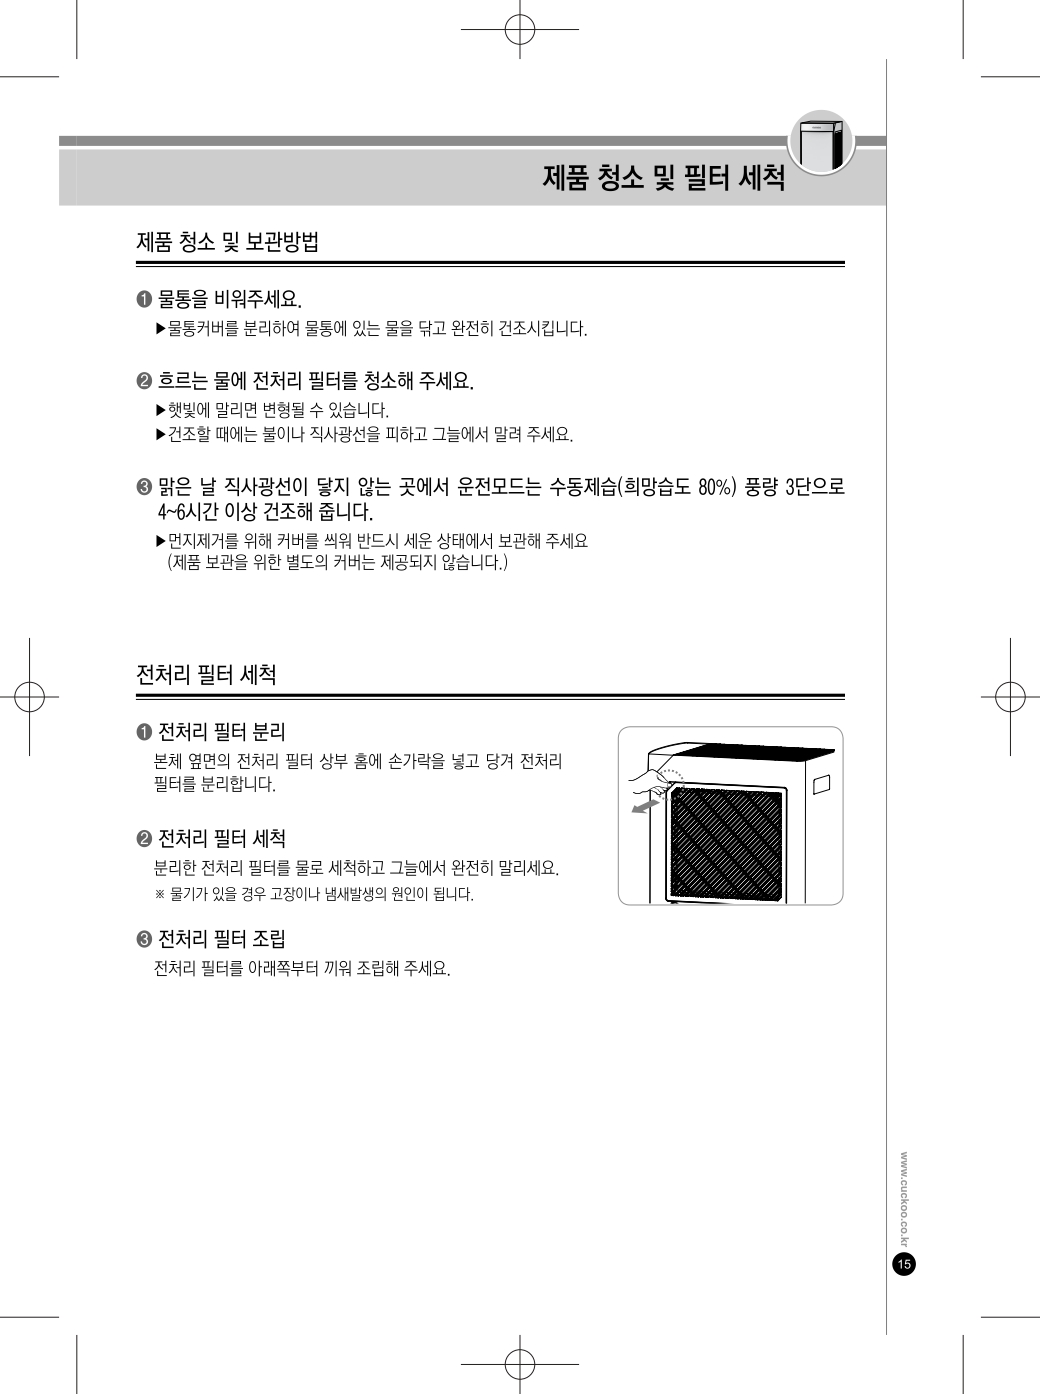 제품 청소 및 필터 세척
제품 청소 및 보관방법
❶ 물통을 비워주세요.
▶물통커버를 분리하여 물통에 있는 물을 닦고 완전히 건조시킵니다.
❷ 흐르는 물에 전처리 필터를 청소해 주세요.
▶햇빛에 말리면 변형될 수 있습니다.
▶건조할 때에는 불이나 직사광선을 피하고 그늘에서 말려 주세요.
❸ 맑은 날 직사광선이 닿지 않는 곳에서 운전모드는 수동제습(희망습도 80%) 풍량 3단으로
4~6시간 이상 건조해 줍니다.
▶먼지제거를 위해 커버를 씌워 반드시 세운 상태에서 보관해 주세요
(제품 보관을 위한 별도의 커버는 제공되지 않습니다.)
전처리 필터 세척
❶ 전처리 필터 분리
본체 옆면의 전처리 필터 상부 홈에 손가락을 넣고 당겨 전처리
필터를 분리합니다.
❷ 전처리 필터 세척
분리한 전처리 필터를 물로 세척하고 그늘에서 완전히 말리세요.
※ 물기가 있을 경우 고장이나 냄새발생의 원인이 됩니다.
❸ 전처리 필터 조립
전처리 필터를 아래쪽부터 끼워 조립해 주세요.
www.cuckoo.co.kr
15